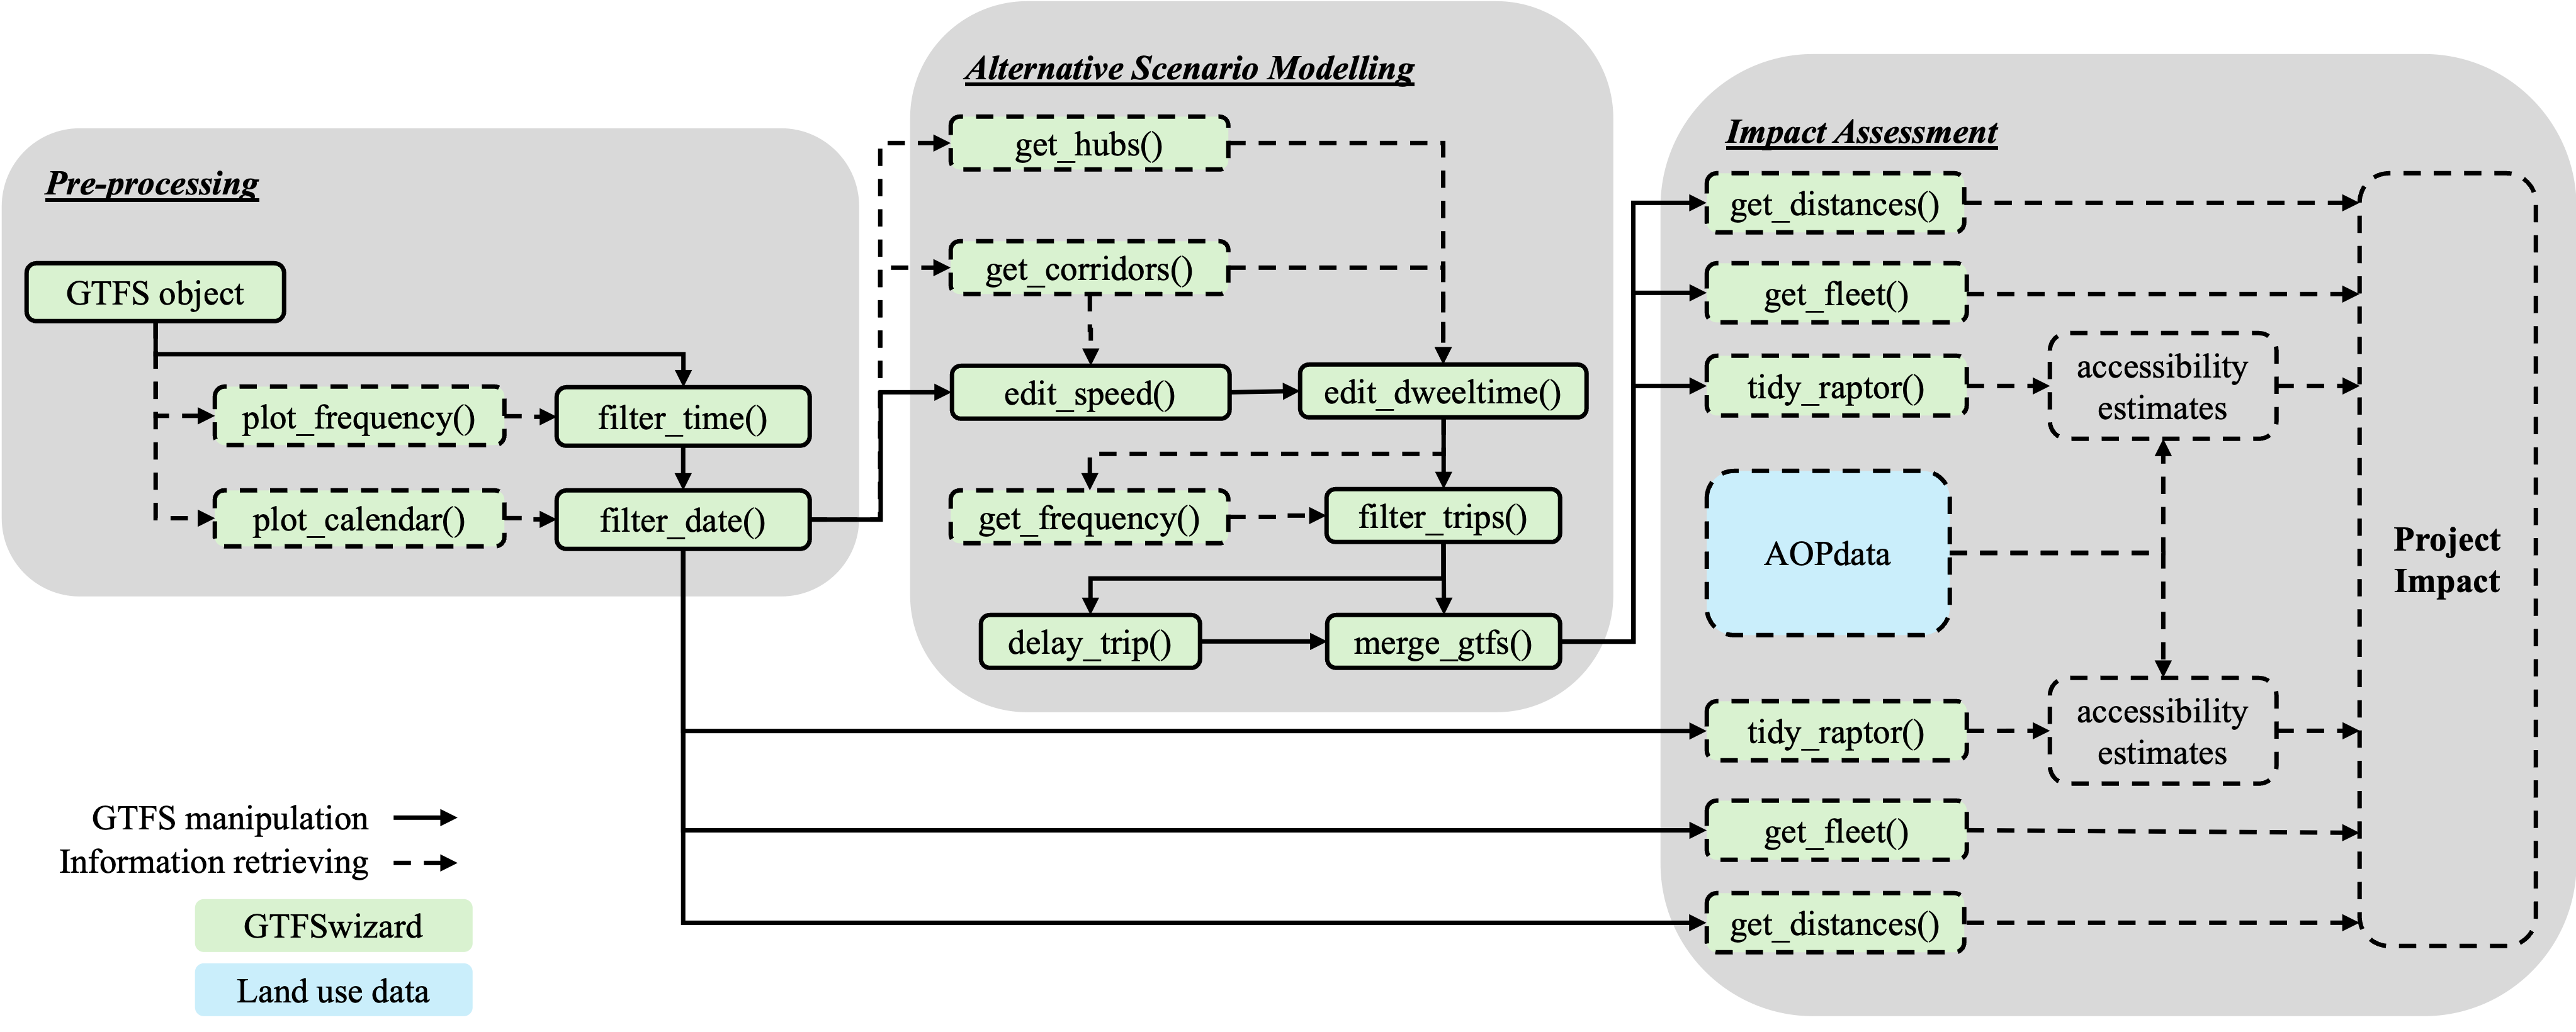 Pre-processing
GTFS object
plot_frequency()
filter_time()
plot_calendar()
filter_date()
Alternative Scenario Modelling
get_hubs()
get_corridors()
edit_speed()
edit_dweeltime()
get_frequency()
filter_trips()
delay_trip()
merge_gtfs()
Impact Assessment
get_distances()
get_fleet()
tidy_raptor()
accessibility
estimates
AOPdata
Project
Impact
tidy_raptor()
accessibility
estimates
get_fleet()
get_distances()
GTFS manipulation
Information retrieving
GTFSwizard
Land use data